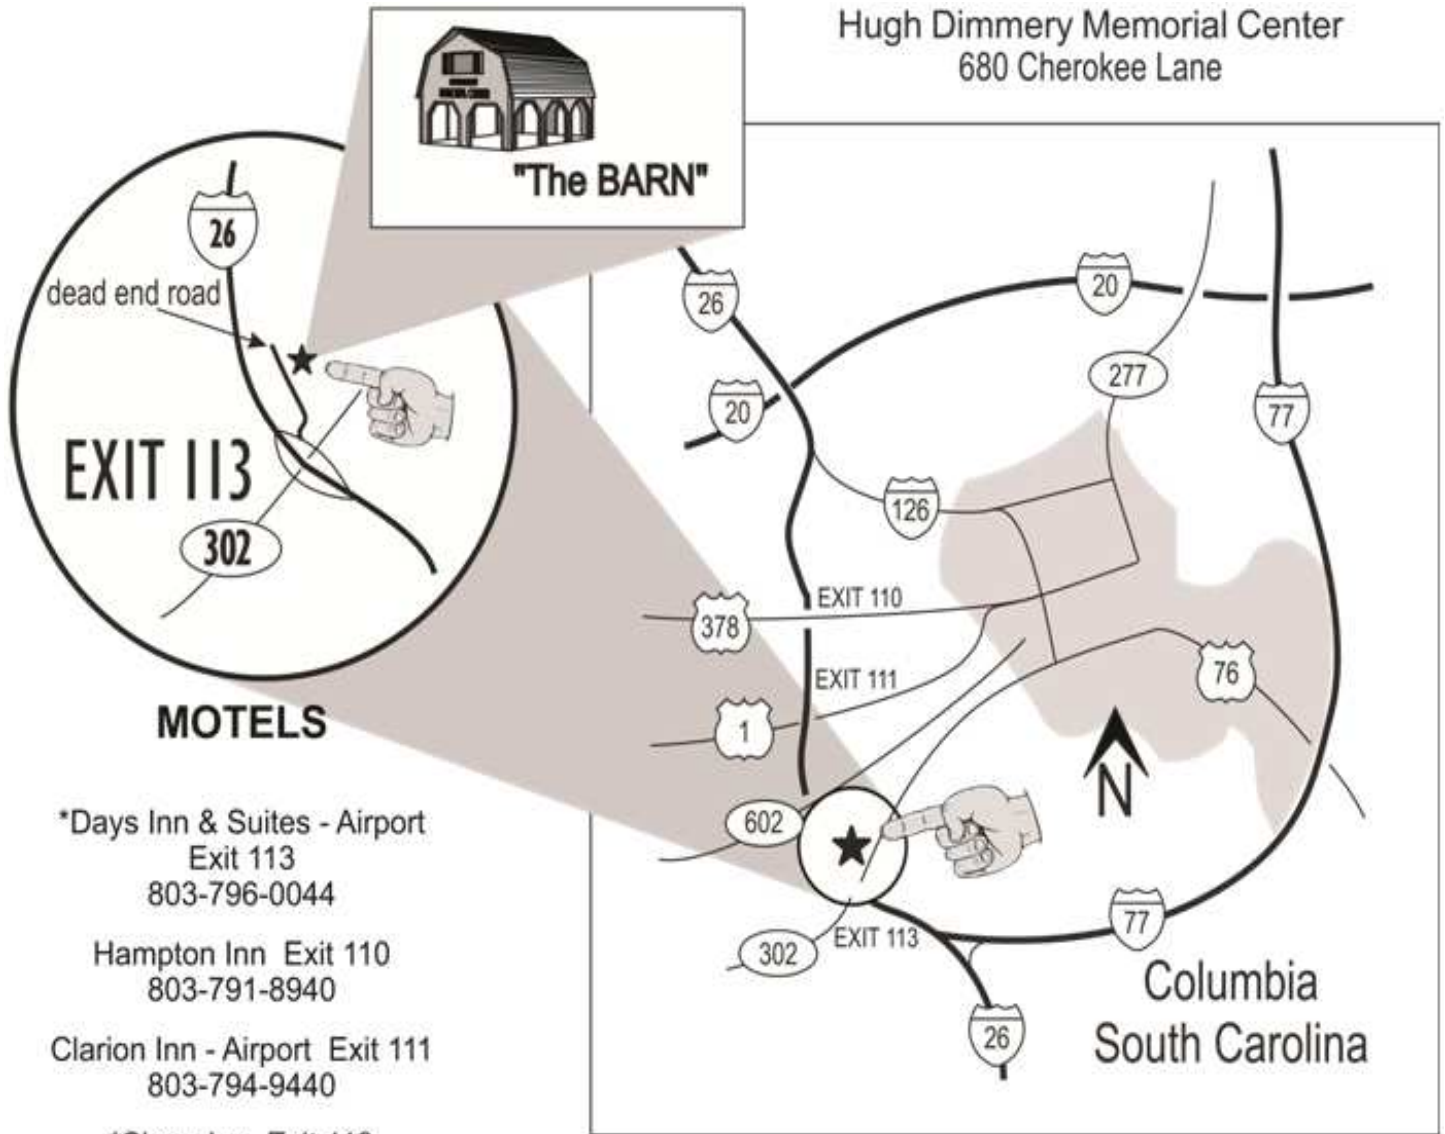 Hugh Dimmery Memorial Center
680 Cherokee Lane
"The BARN"
26
dead end road
EXIT 113
302
26
20
20
277
77
126
EXIT 110
378
EXIT 111
1
76
N
602
302
EXIT 113
77
26
Columbia
South Carolina
MOTELS
*Days Inn & Suites - Airport
Exit 113
803-796-0044
Hampton Inn Exit 110
803-791-8940
Clarion Inn - Airport Exit 111
803-794-9440